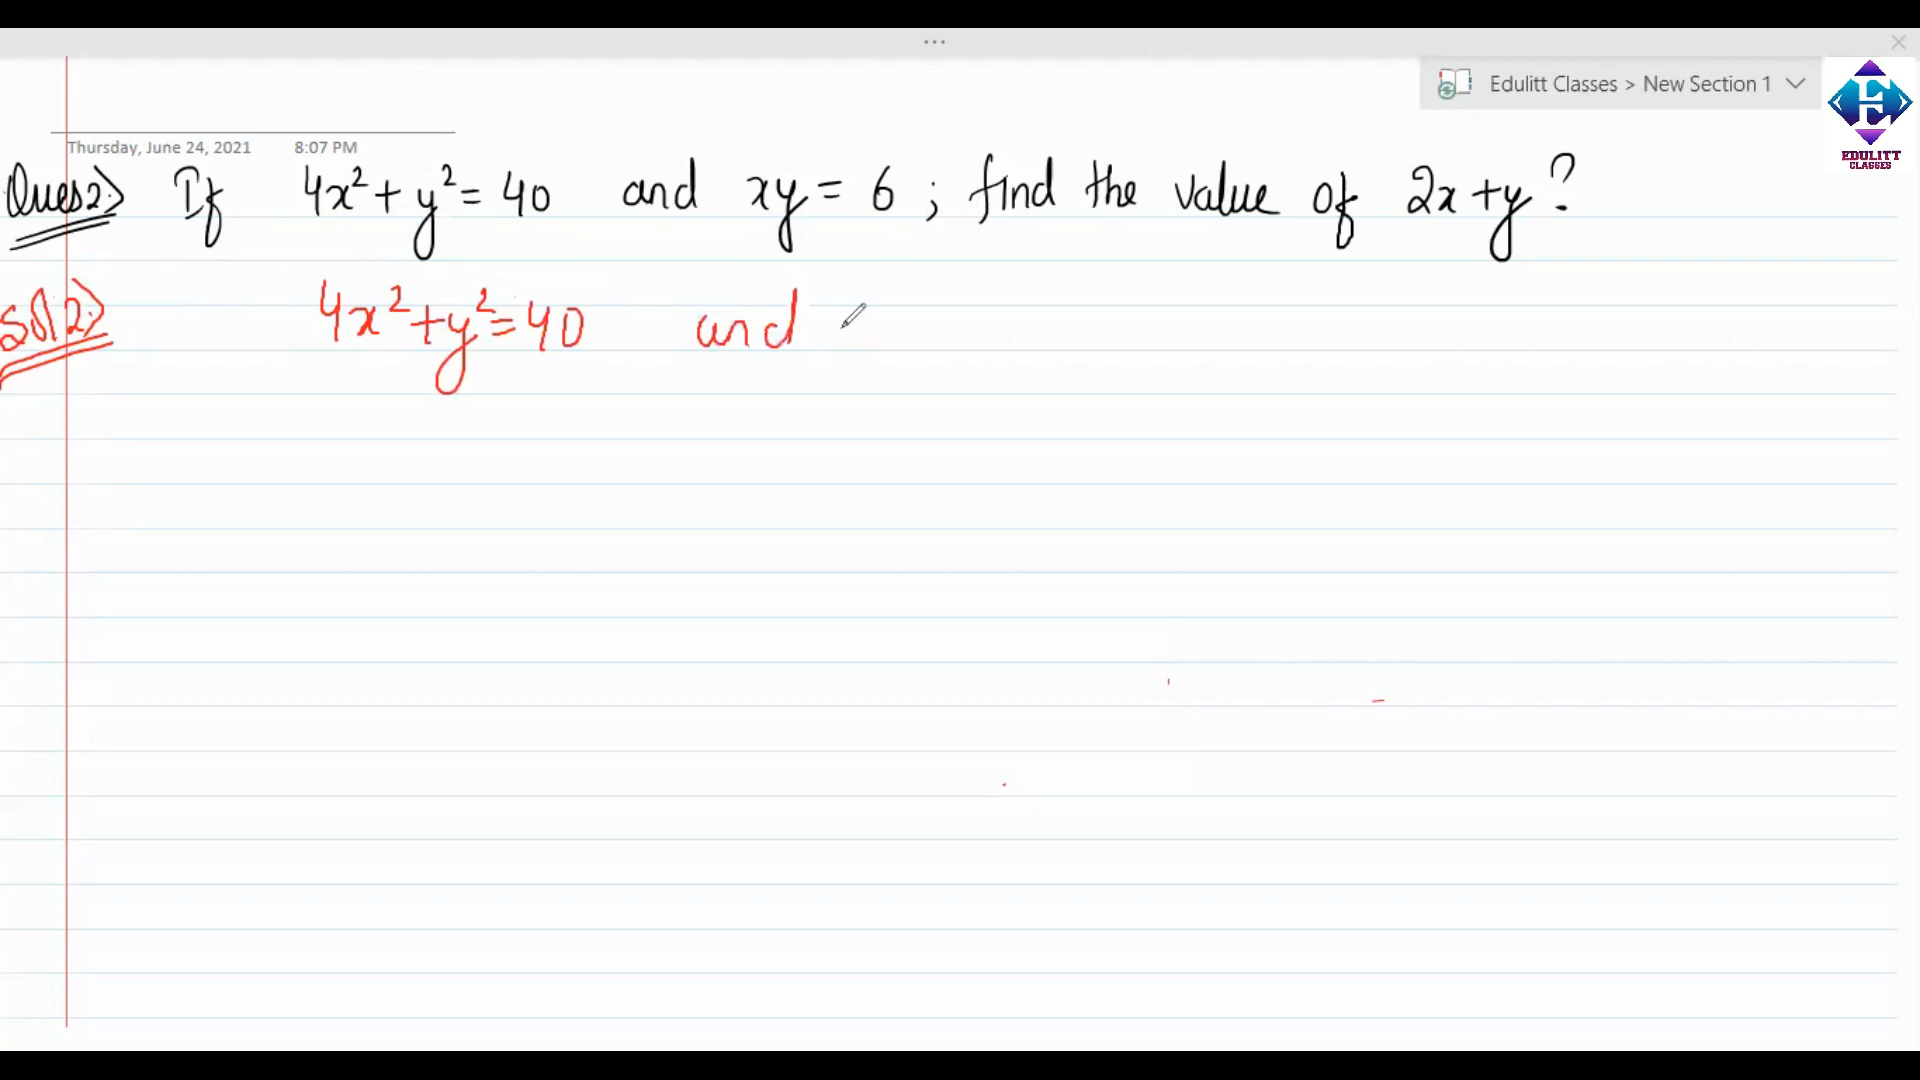 ...
Edulitt Classes > New Section 1
EDULITT
CLASSES
Thursday, June 24, 2021 8:07 PM
Ques2:> If 4x² + y² = 40 and xy = 6 ; find the value of 2x+y ?
Sol2:> 4x² + y² = 40 and